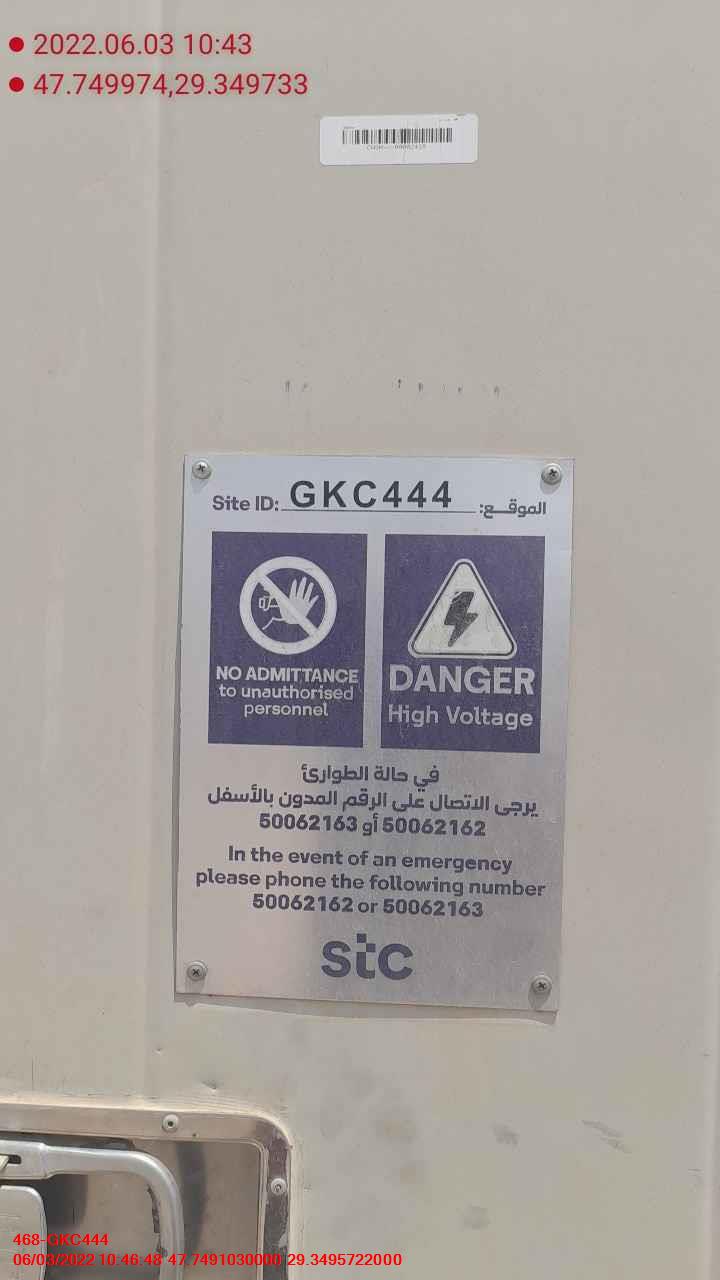 2022.06.03 10:43
47.749974,29.349733
Site ID: GKC444 الموقـــع:
NO ADMITTANCE
to unauthorised
personnel
DANGER
High Voltage
في حالة الطوارئ
يرجى الاتصال على الرقم المدون بالأسفل
50062162 أو 50062163
In the event of an emergency
please phone the following number
50062162 or 50062163
stc
468-GKC444
06/03/2022 10:46:48 47.7491030000 29.3495722000